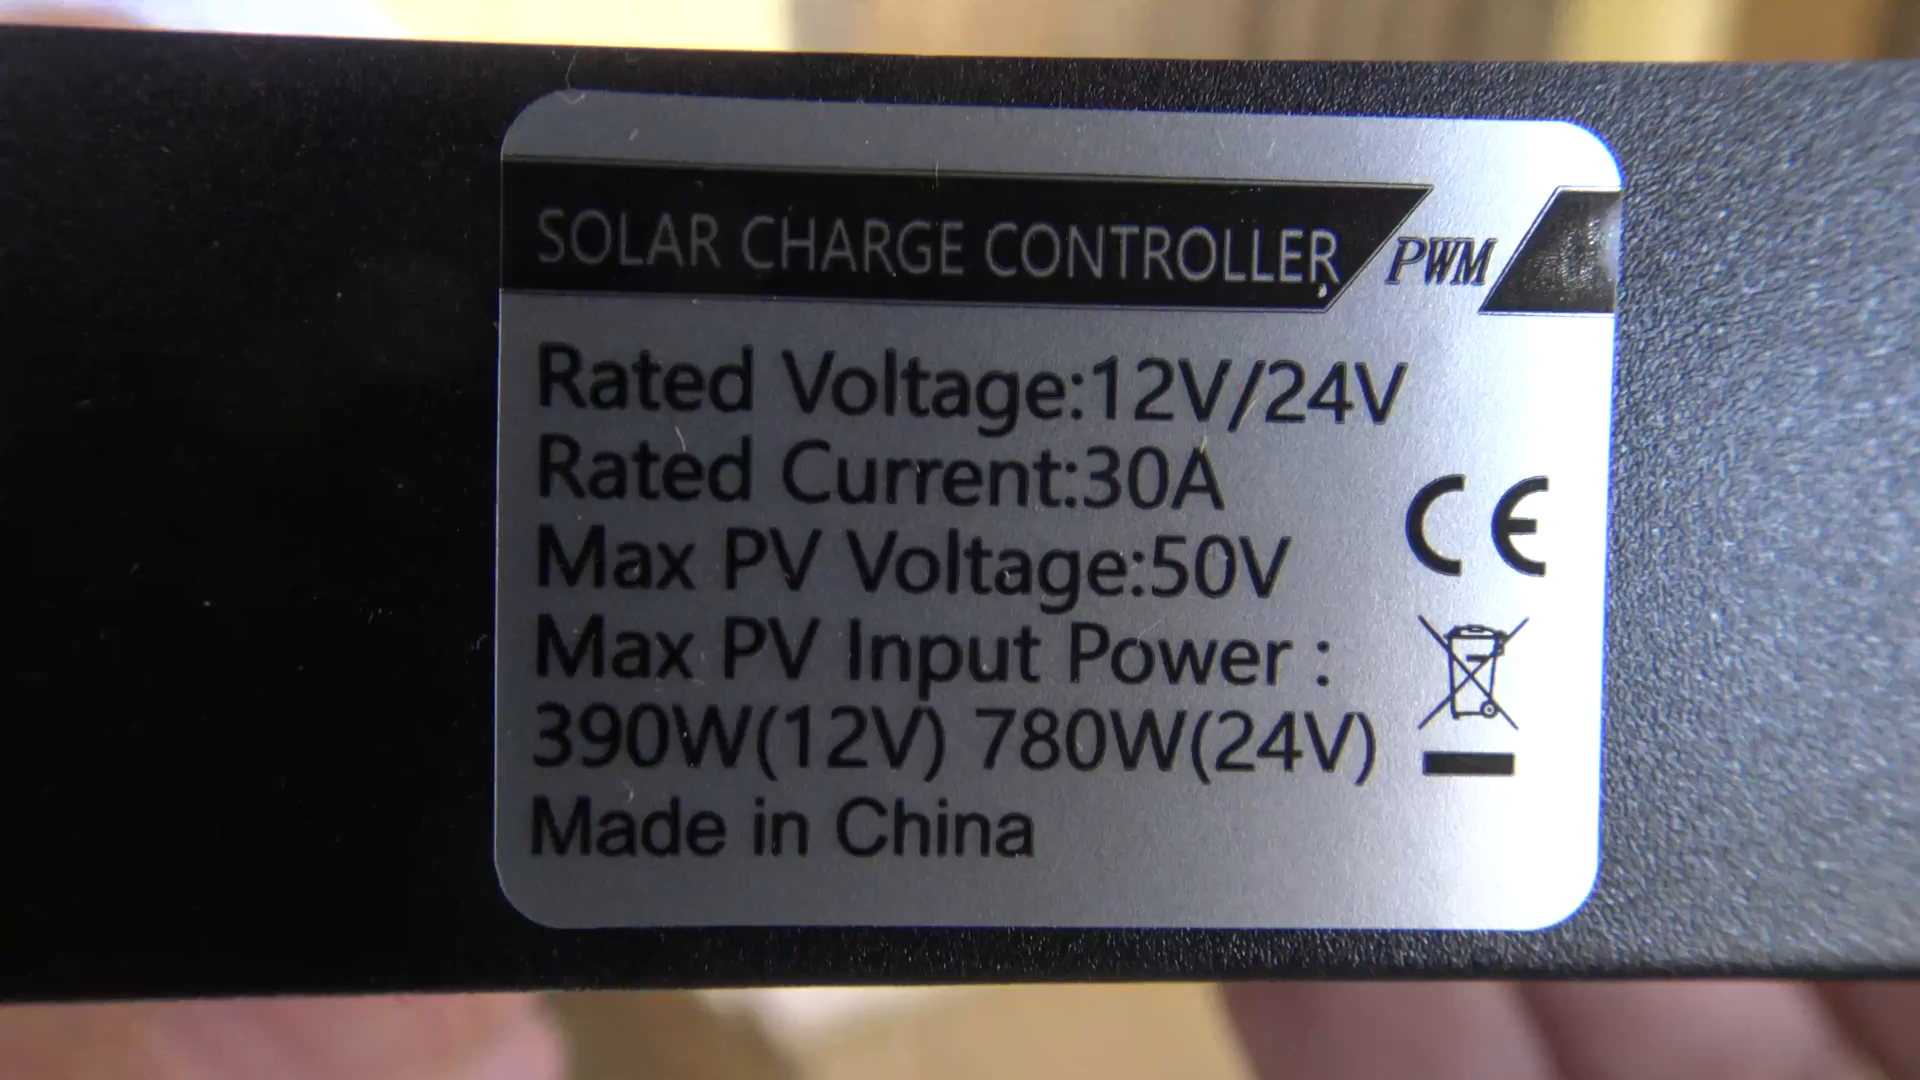 SOLAR CHARGE CONTROLLER PWM
Rated Voltage:12V/24V
Rated Current:30A
Max PV Voltage:50V
Max PV Input Power :
390W(12V) 780W(24V)
Made in China
CE